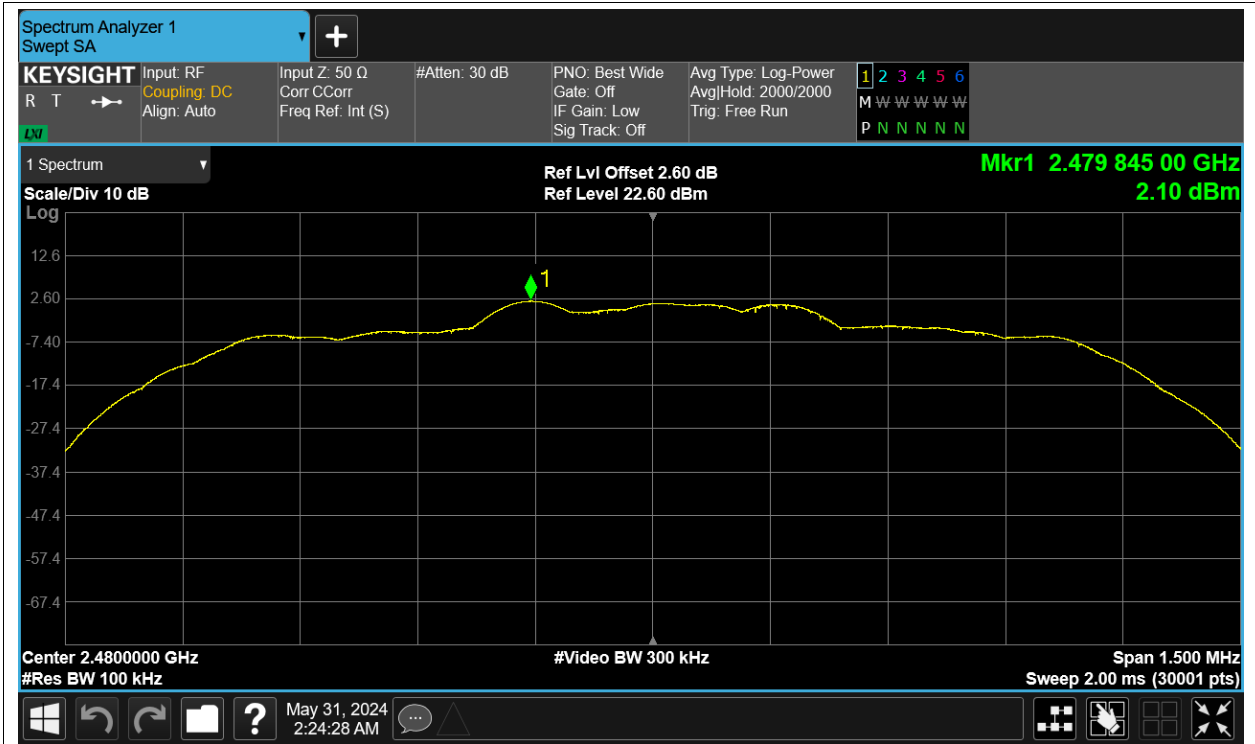 Spectrum Analyzer 1
Swept SA
KEYSIGHT
R T
LXI
Input: RF
Coupling: DC
Align: Auto
Input Z: 50 Ω
Corr CCorr
Freq Ref: Int (S)
#Atten: 30 dB
PNO: Best Wide
Gate: Off
IF Gain: Low
Sig Track: Off
Avg Type: Log-Power
Avg|Hold: 2000/2000
Trig: Free Run
1 2 3 4 5 6
M W W W W W
P N N N N N
1 Spectrum
Scale/Div 10 dB
Log
Ref Lvl Offset 2.60 dB
Ref Level 22.60 dBm
Mkr1 2.479 845 00 GHz
2.10 dBm
12.6
2.60
-7.40
-17.4
-27.4
-37.4
-47.4
-57.4
-67.4
1
Center 2.4800000 GHz
#Res BW 100 kHz
#Video BW 300 kHz
Span 1.500 MHz
Sweep 2.00 ms (30001 pts)
?
May 31, 2024
2:24:28 AM